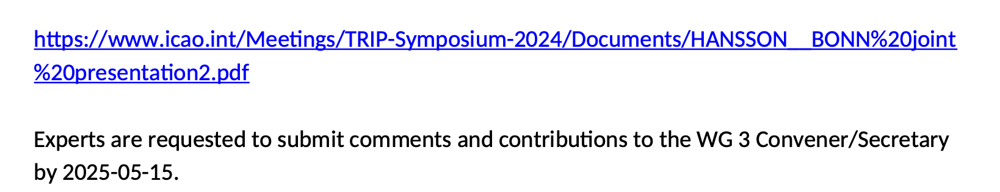 https://www.icao.int/Meetings/TRIP-Symposium-2024/Documents/HANSSON__BONN%20joint
%20presentation2.pdf
Experts are requested to submit comments and contributions to the WG 3 Convener/Secretary
by 2025-05-15.